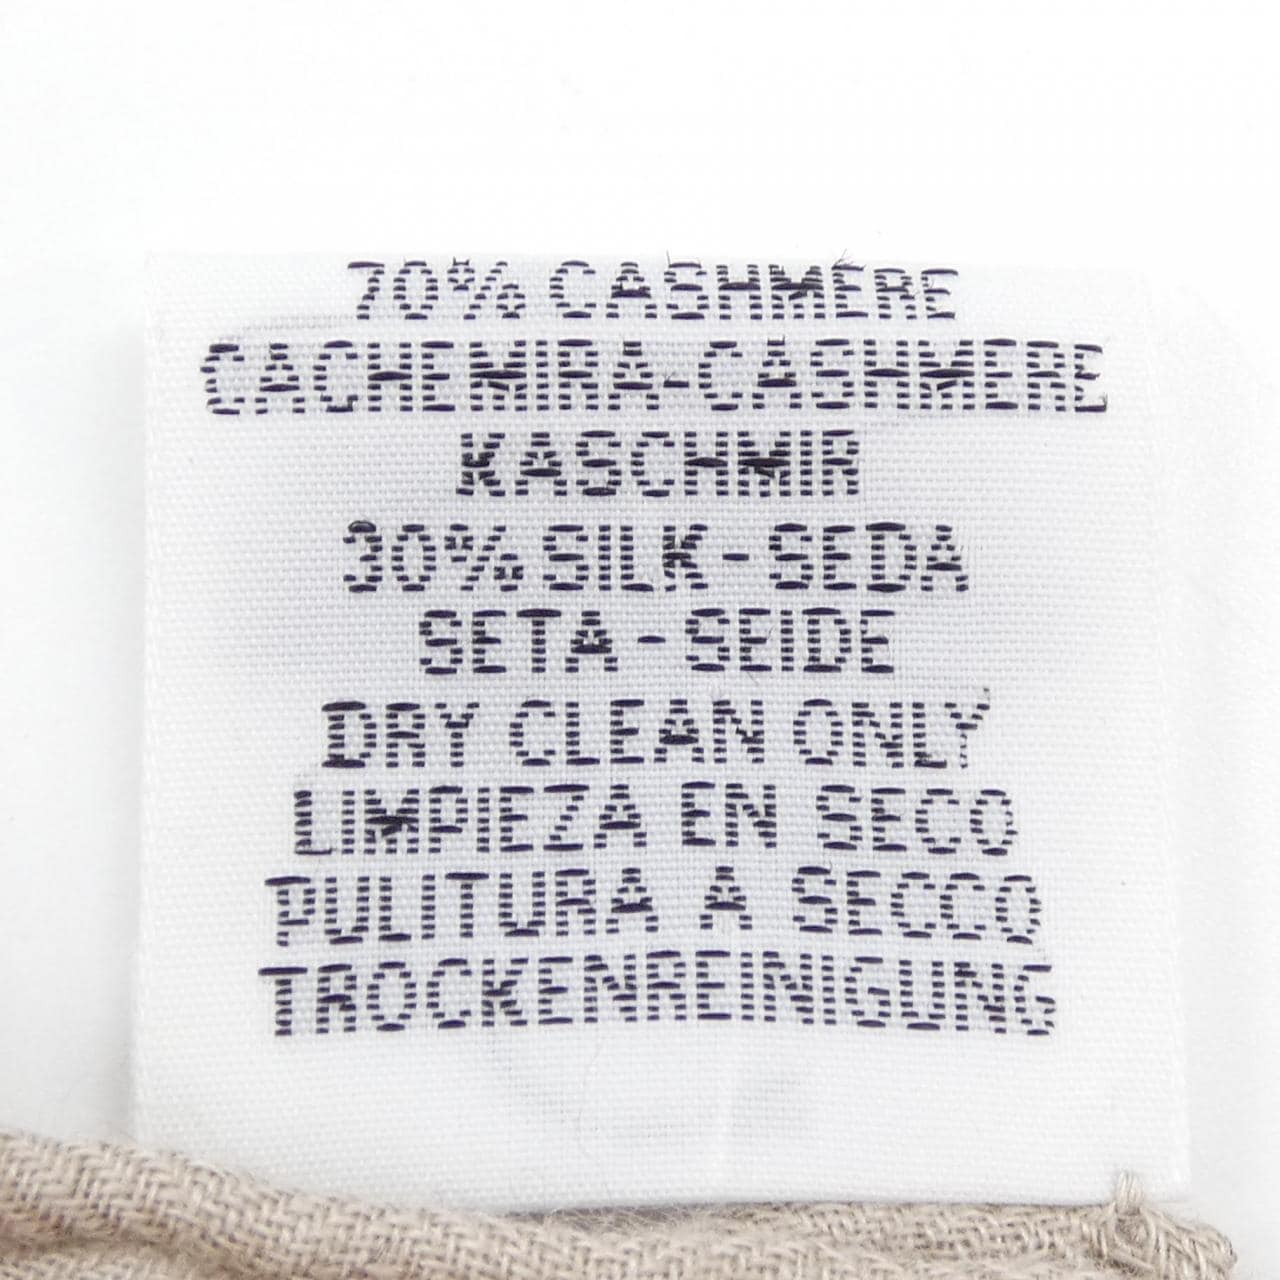 70% CASHMERE
CACHEMIRA-CASHMERE
KASCHMIR
30% SILK-SEDA
SETA-SEIDE
DRY CLEAN ONLY
LIMPIEZA EN SECO
PULITURA A SECCO
TROCKENREINIGUNG